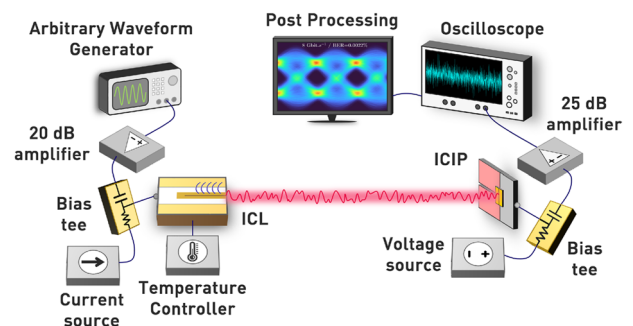 Post Processing
Arbitrary Waveform
Generator
Oscilloscope
20 dB
amplifier
25 dB
amplifier
ICIP
Bias
tee
ICL
Voltage
source
Bias
tee
Temperature
Controller
Current
source